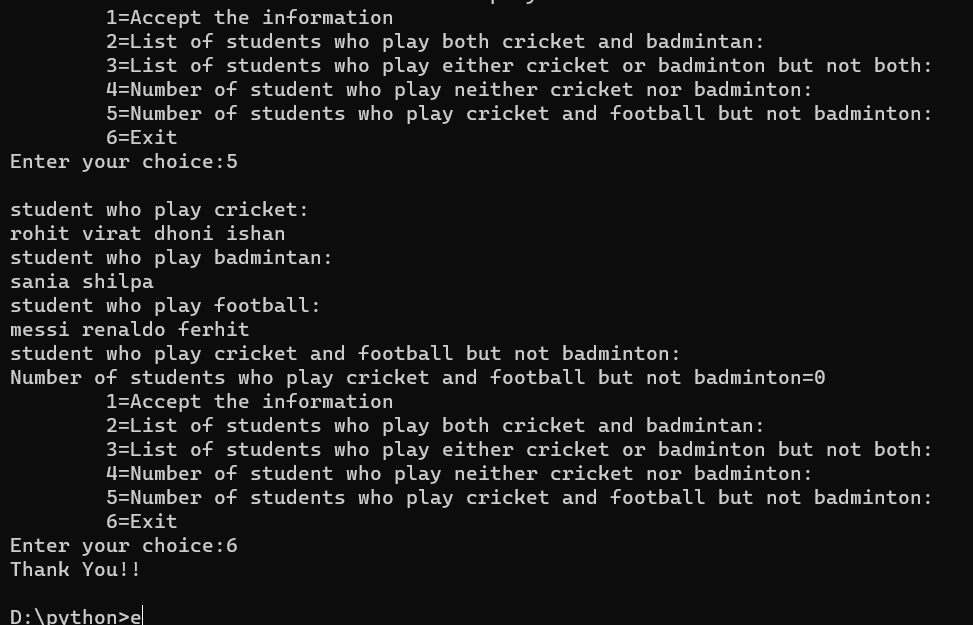 1=Accept the information
2=List of students who play both cricket and badmintan:
3=List of students who play either cricket or badminton but not both:
4=Number of student who play neither cricket nor badminton:
5=Number of students who play cricket and football but not badminton:
6=Exit
Enter your choice:5
student who play cricket:
rohit virat dhoni ishan
student who play badmintan:
sania shilpa
student who play football:
messi renaldo ferhit
student who play cricket and football but not badminton:
Number of students who play cricket and football but not badminton=0
1=Accept the information
2=List of students who play both cricket and badmintan:
3=List of students who play either cricket or badminton but not both:
4=Number of student who play neither cricket nor badminton:
5=Number of students who play cricket and football but not badminton:
6=Exit
Enter your choice:6
Thank You!!
D:\python>e